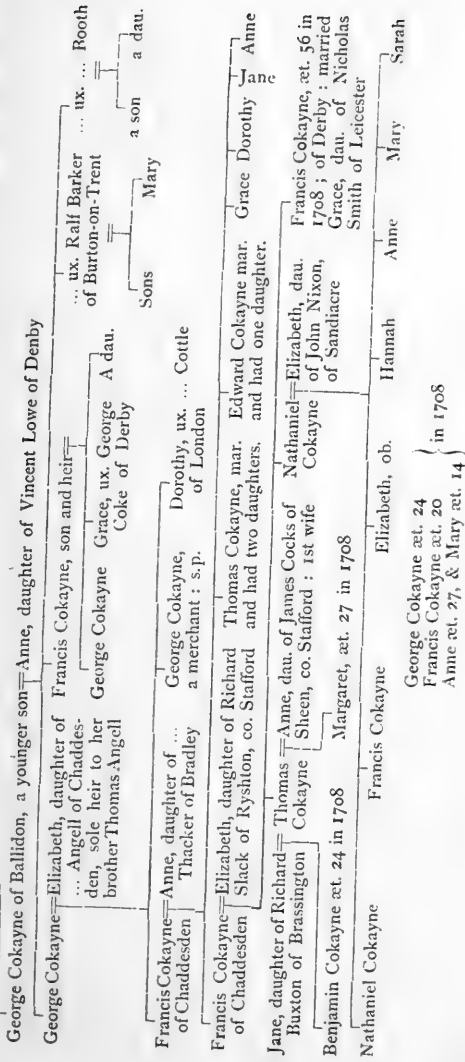 George Cokayne of Ballidon, a younger son=Anne, daughter of Vincent Lowe of Denby
George Cokayne=Elizabeth, daughter of
... Angell of Chaddes-
den, sole heir to her
brother Thomas Angell
Francis Cokayne, son and heir=
... ux. Ralf Barker
of Burton-on-Trent
=
... ux. ... Booth
=
George Cokayne
Grace, ux. George
Coke of Derby
A dau.
Sons
Mary
a son
a dau.
Francis Cokayne=Anne, daughter of ...
of Chaddesden
Thacker of Bradley
George Cokayne,
a merchant : s.p.
Dorothy, ux. ... Cottle
of London
Francis Cokayne=Elizabeth, daughter of Richard
of Chaddesden
Slack of Ryshton, co. Stafford
Thomas Cokayne, mar.
and had two daughters.
Edward Cokayne mar.
and had one daughter.
Grace
Dorothy
Jane
Anne
Jane, daughter of Richard=
Buxton of Brassington
Thomas
Cokayne
=Anne, dau. of James Cocks of
Sheen, co. Stafford : 1st wife
Nathaniel=Elizabeth, dau.
Cokayne
of John Nixon,
of Sandiacre
Francis Cokayne, æt. 56 in
1708 ; of Derby : married
Grace, dau. of Nicholas
Smith of Leicester
Benjamin Cokayne æt. 24 in 1708
Margaret, æt. 27 in 1708
Nathaniel Cokayne
Francis Cokayne
Elizabeth, ob.
Hannah
Anne
Mary
Sarah
George Cokayne æt. 24
Francis Cokayne æt. 20
Anne æt. 27, & Mary æt. 14
} in 1708